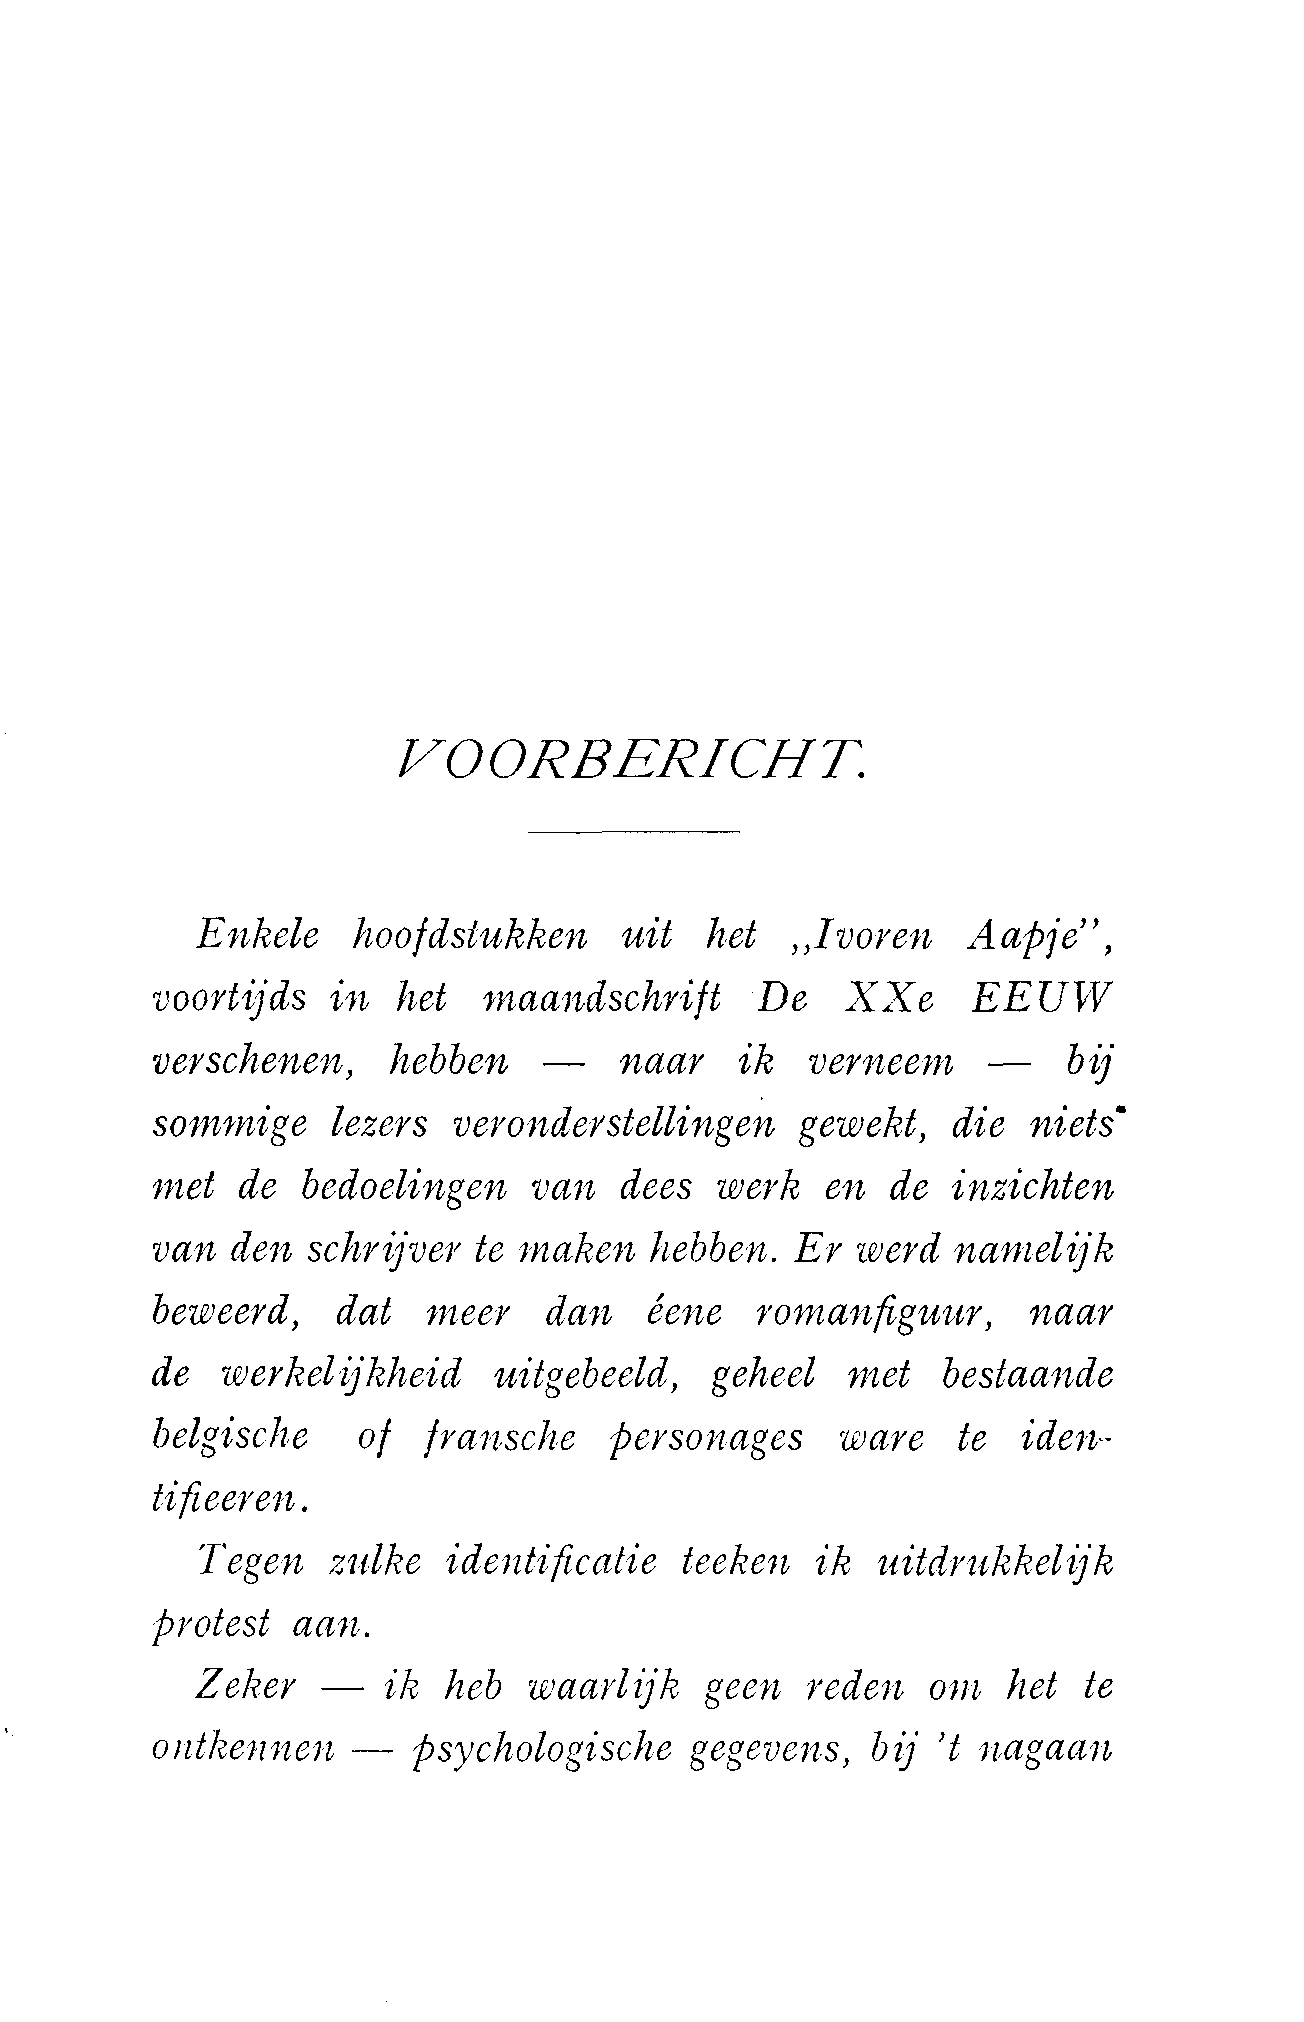 VOORBERICHT.
Enkele hoofdstukken uit het „Ivoren Aapje”,
voortijds in het maandschrift De XXe EEUW
verschenen, hebben — naar ik verneem — bij
sommige lezers veronderstellingen gewekt, die niets
met de bedoelingen van dees werk en de inzichten
van den schrijver te maken hebben. Er werd namelijk
beweerd, dat meer dan éene romanfiguur, naar
de werkelijkheid uitgebeeld, geheel met bestaande
belgische of fransche personages ware te iden-
tifieeren.
Tegen zulke identificatie teeken ik uitdrukkelijk
protest aan.
Zeker — ik heb waarlijk geen reden om het te
ontkennen — psychologische gegevens, bij 't nagaan